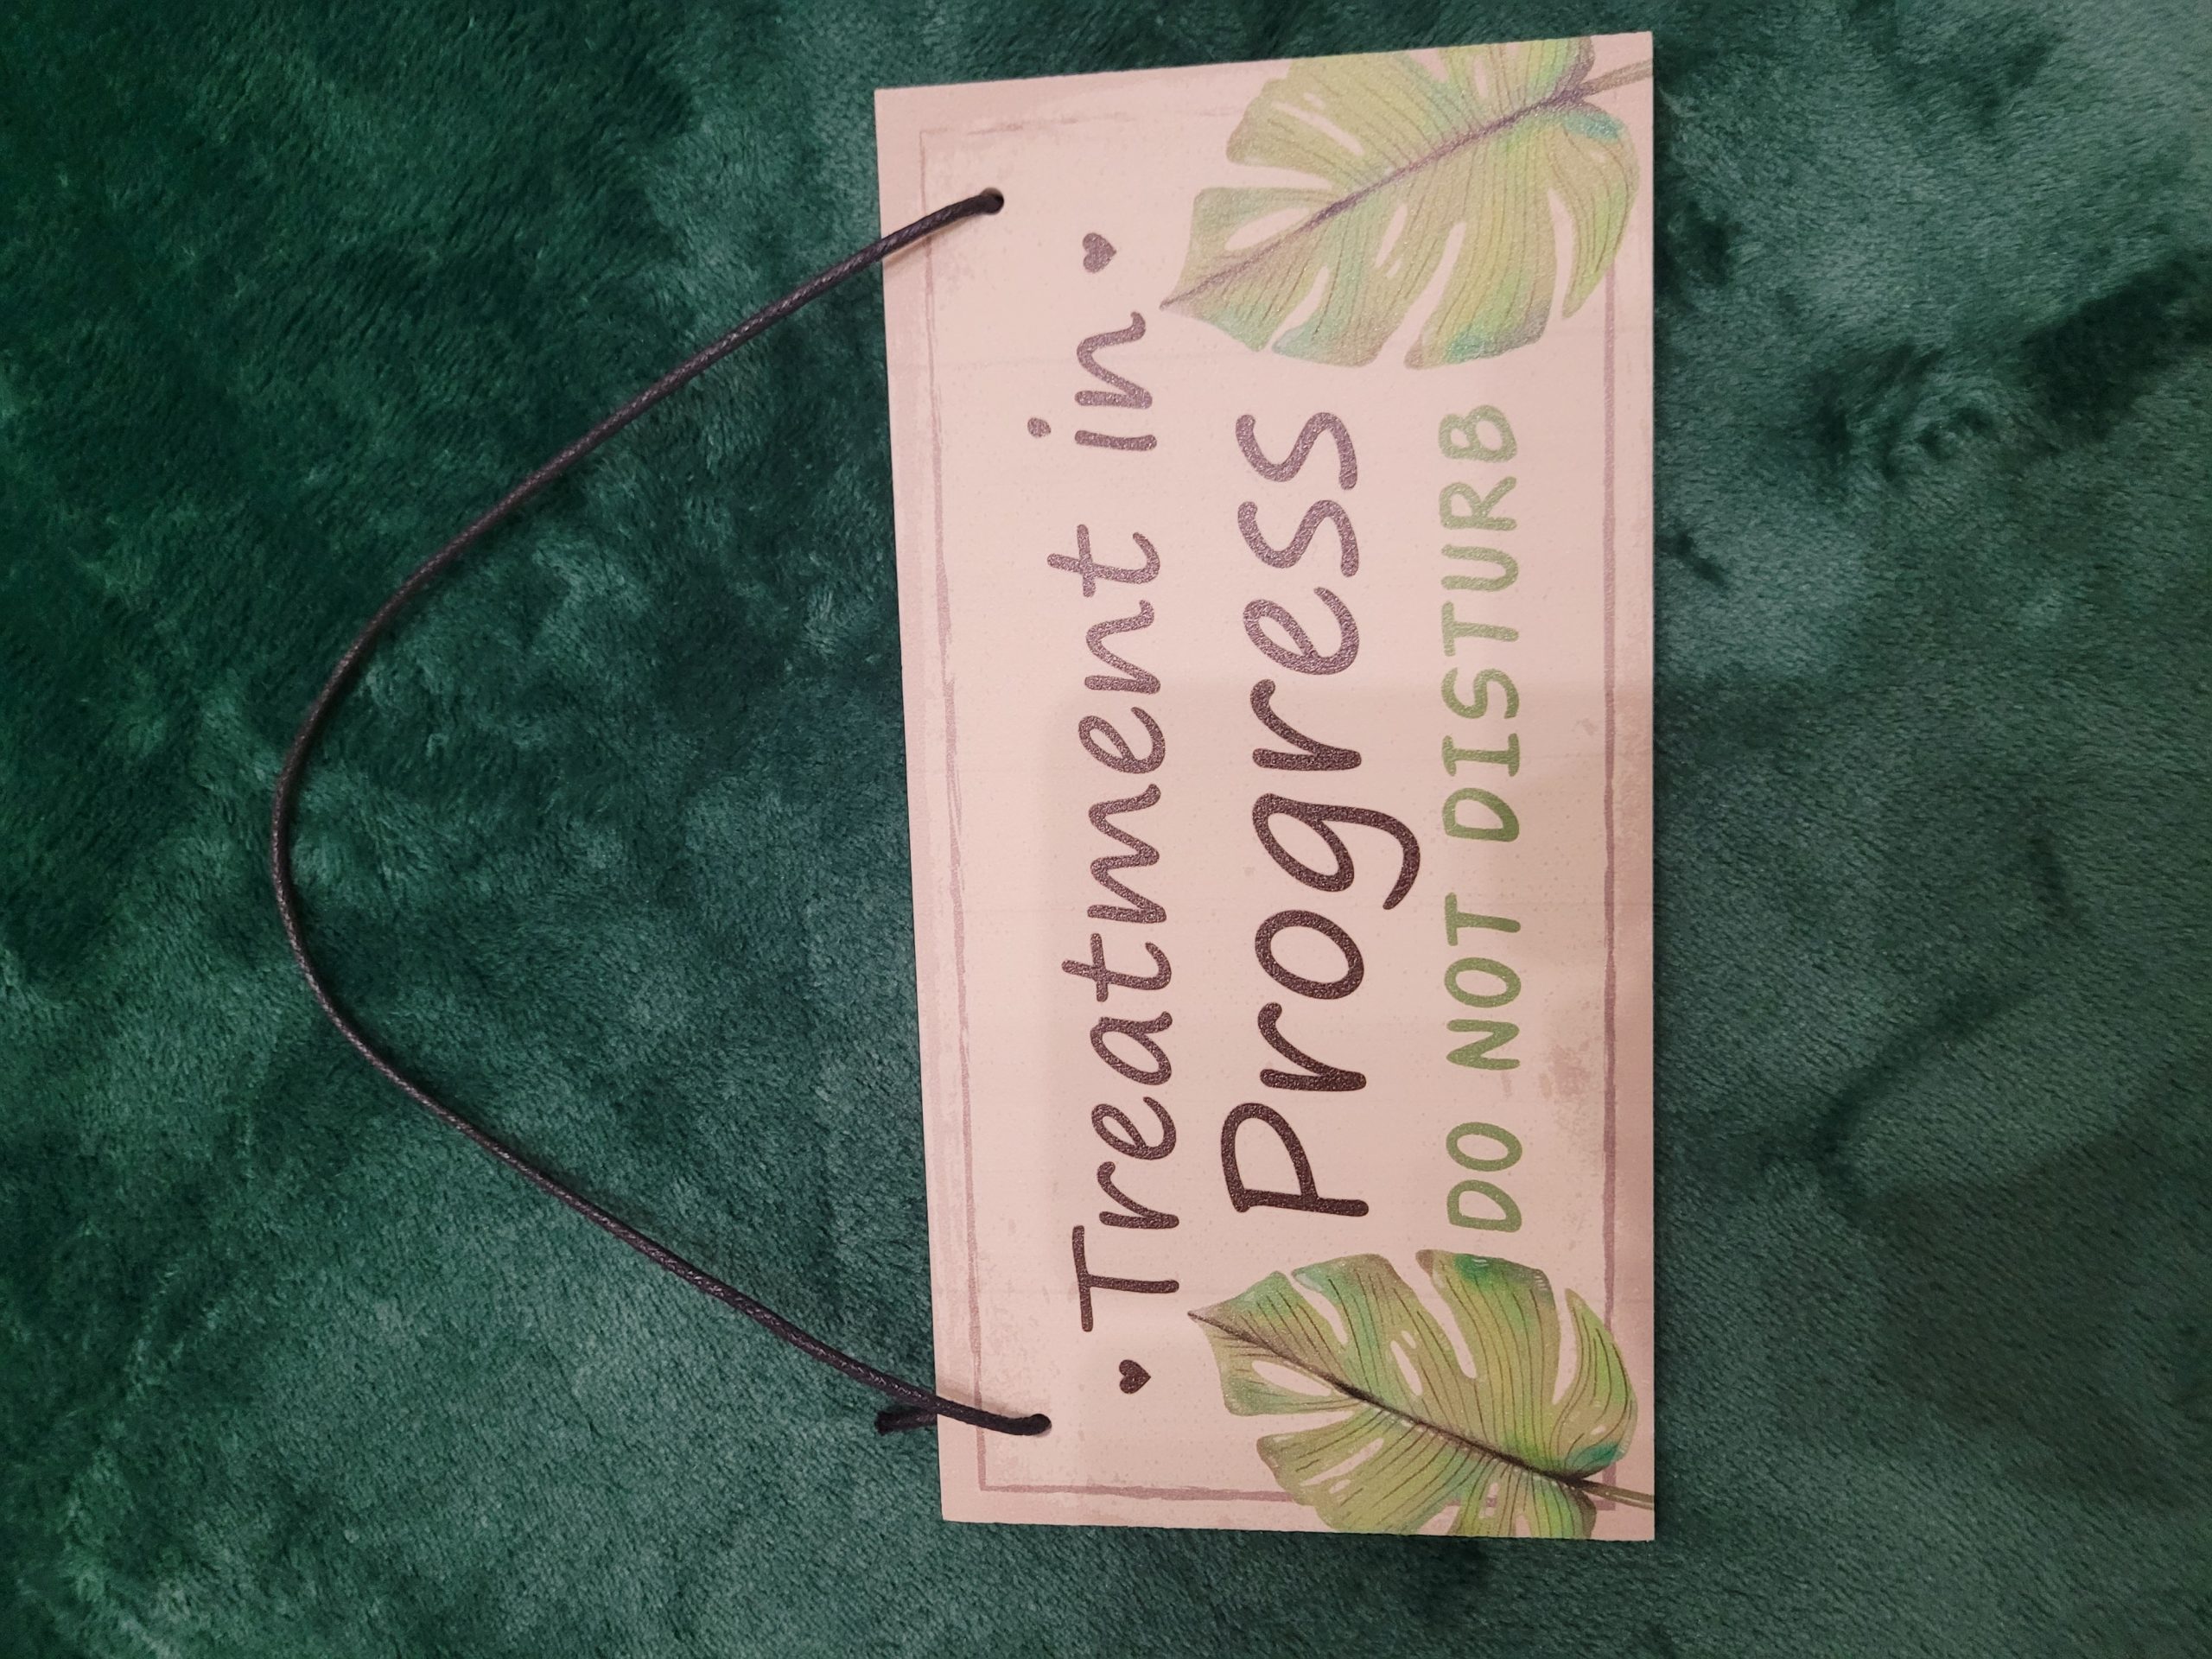 ♥ Treatment in ♥
Progress
DO NOT DISTURB